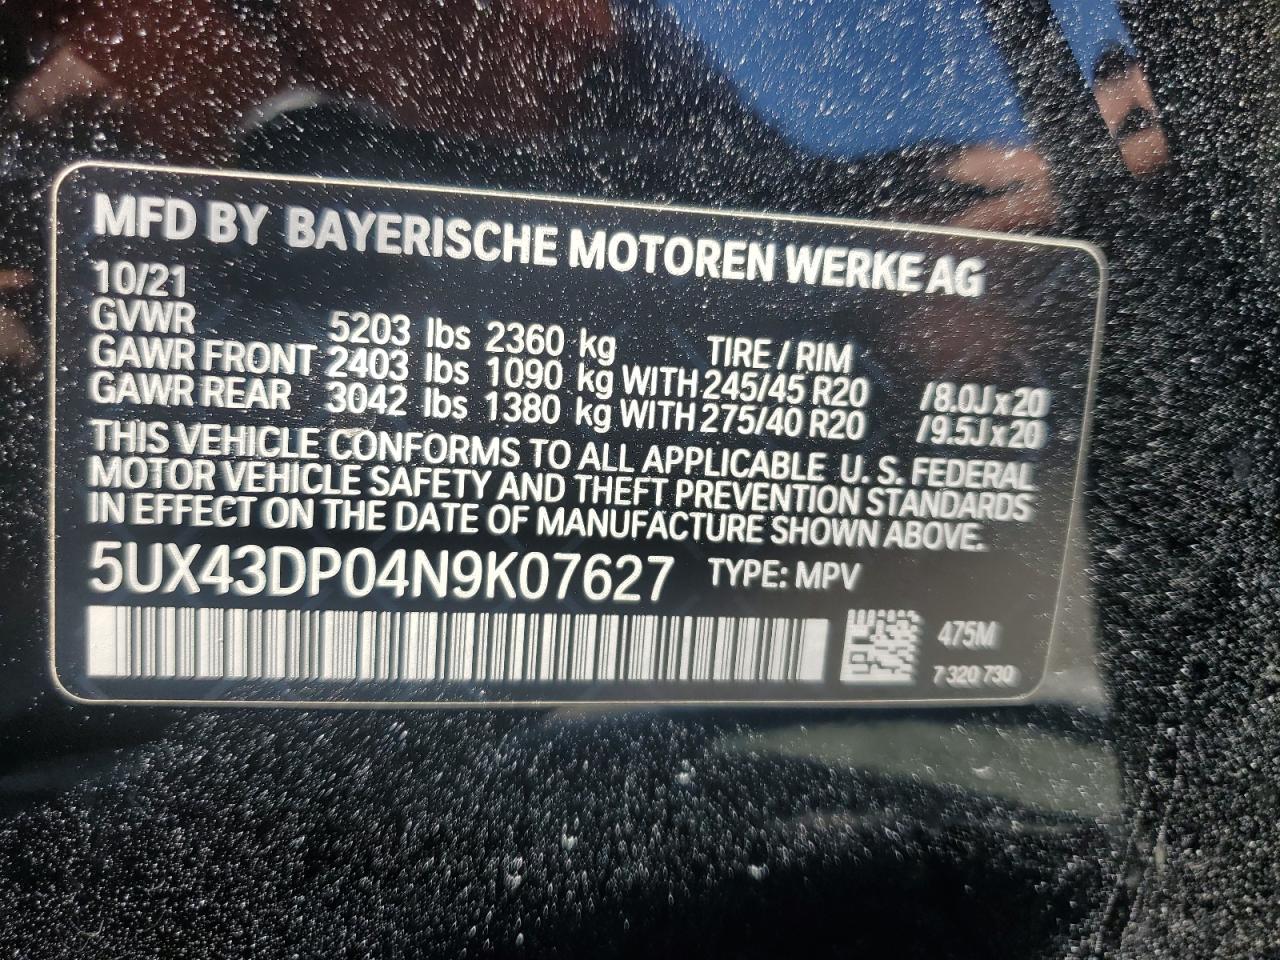 MFD BY BAYERISCHE MOTOREN WERKE AG
10/21
GVWR 5203 lbs 2360 kg TIRE / RIM
GAWR FRONT 2403 lbs 1090 kg WITH 245/45 R20 /8.0J x 20
GAWR REAR 3042 lbs 1380 kg WITH 275/40 R20 /9.5J x 20
THIS VEHICLE CONFORMS TO ALL APPLICABLE U. S. FEDERAL
MOTOR VEHICLE SAFETY AND THEFT PREVENTION STANDARDS
IN EFFECT ON THE DATE OF MANUFACTURE SHOWN ABOVE.
5UX43DP04N9K07627 TYPE: MPV
475M
7 320 730